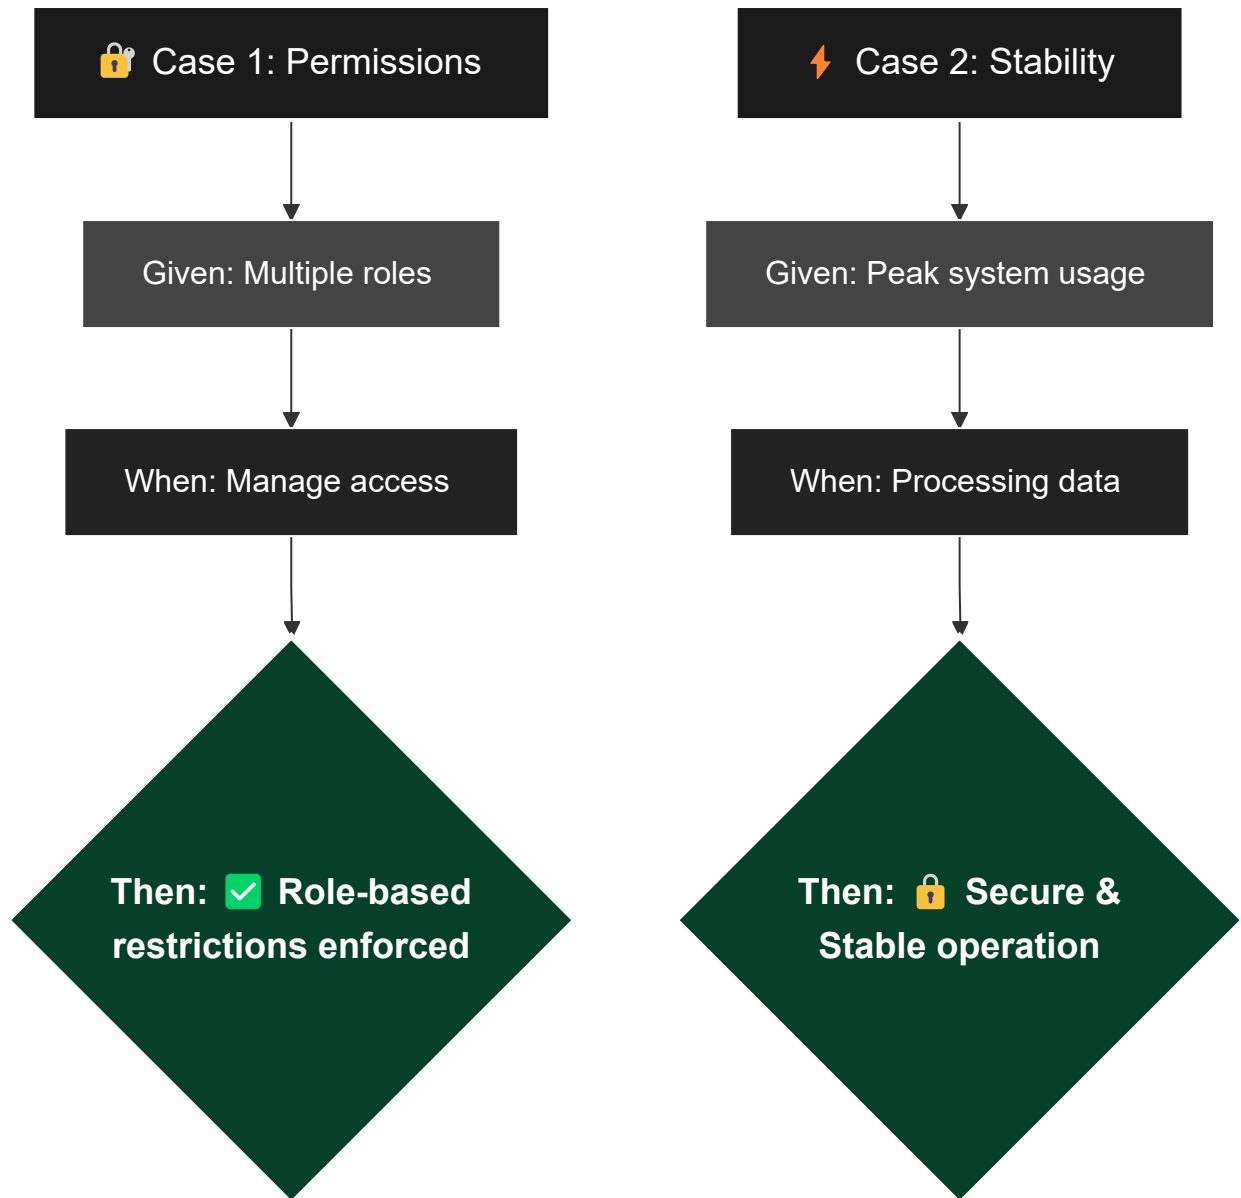 🔐 Case 1: Permissions
Given: Multiple roles
When: Manage access
Then: ✅ Role-based
restrictions enforced
⚡ Case 2: Stability
Given: Peak system usage
When: Processing data
Then: 🔒 Secure &
Stable operation